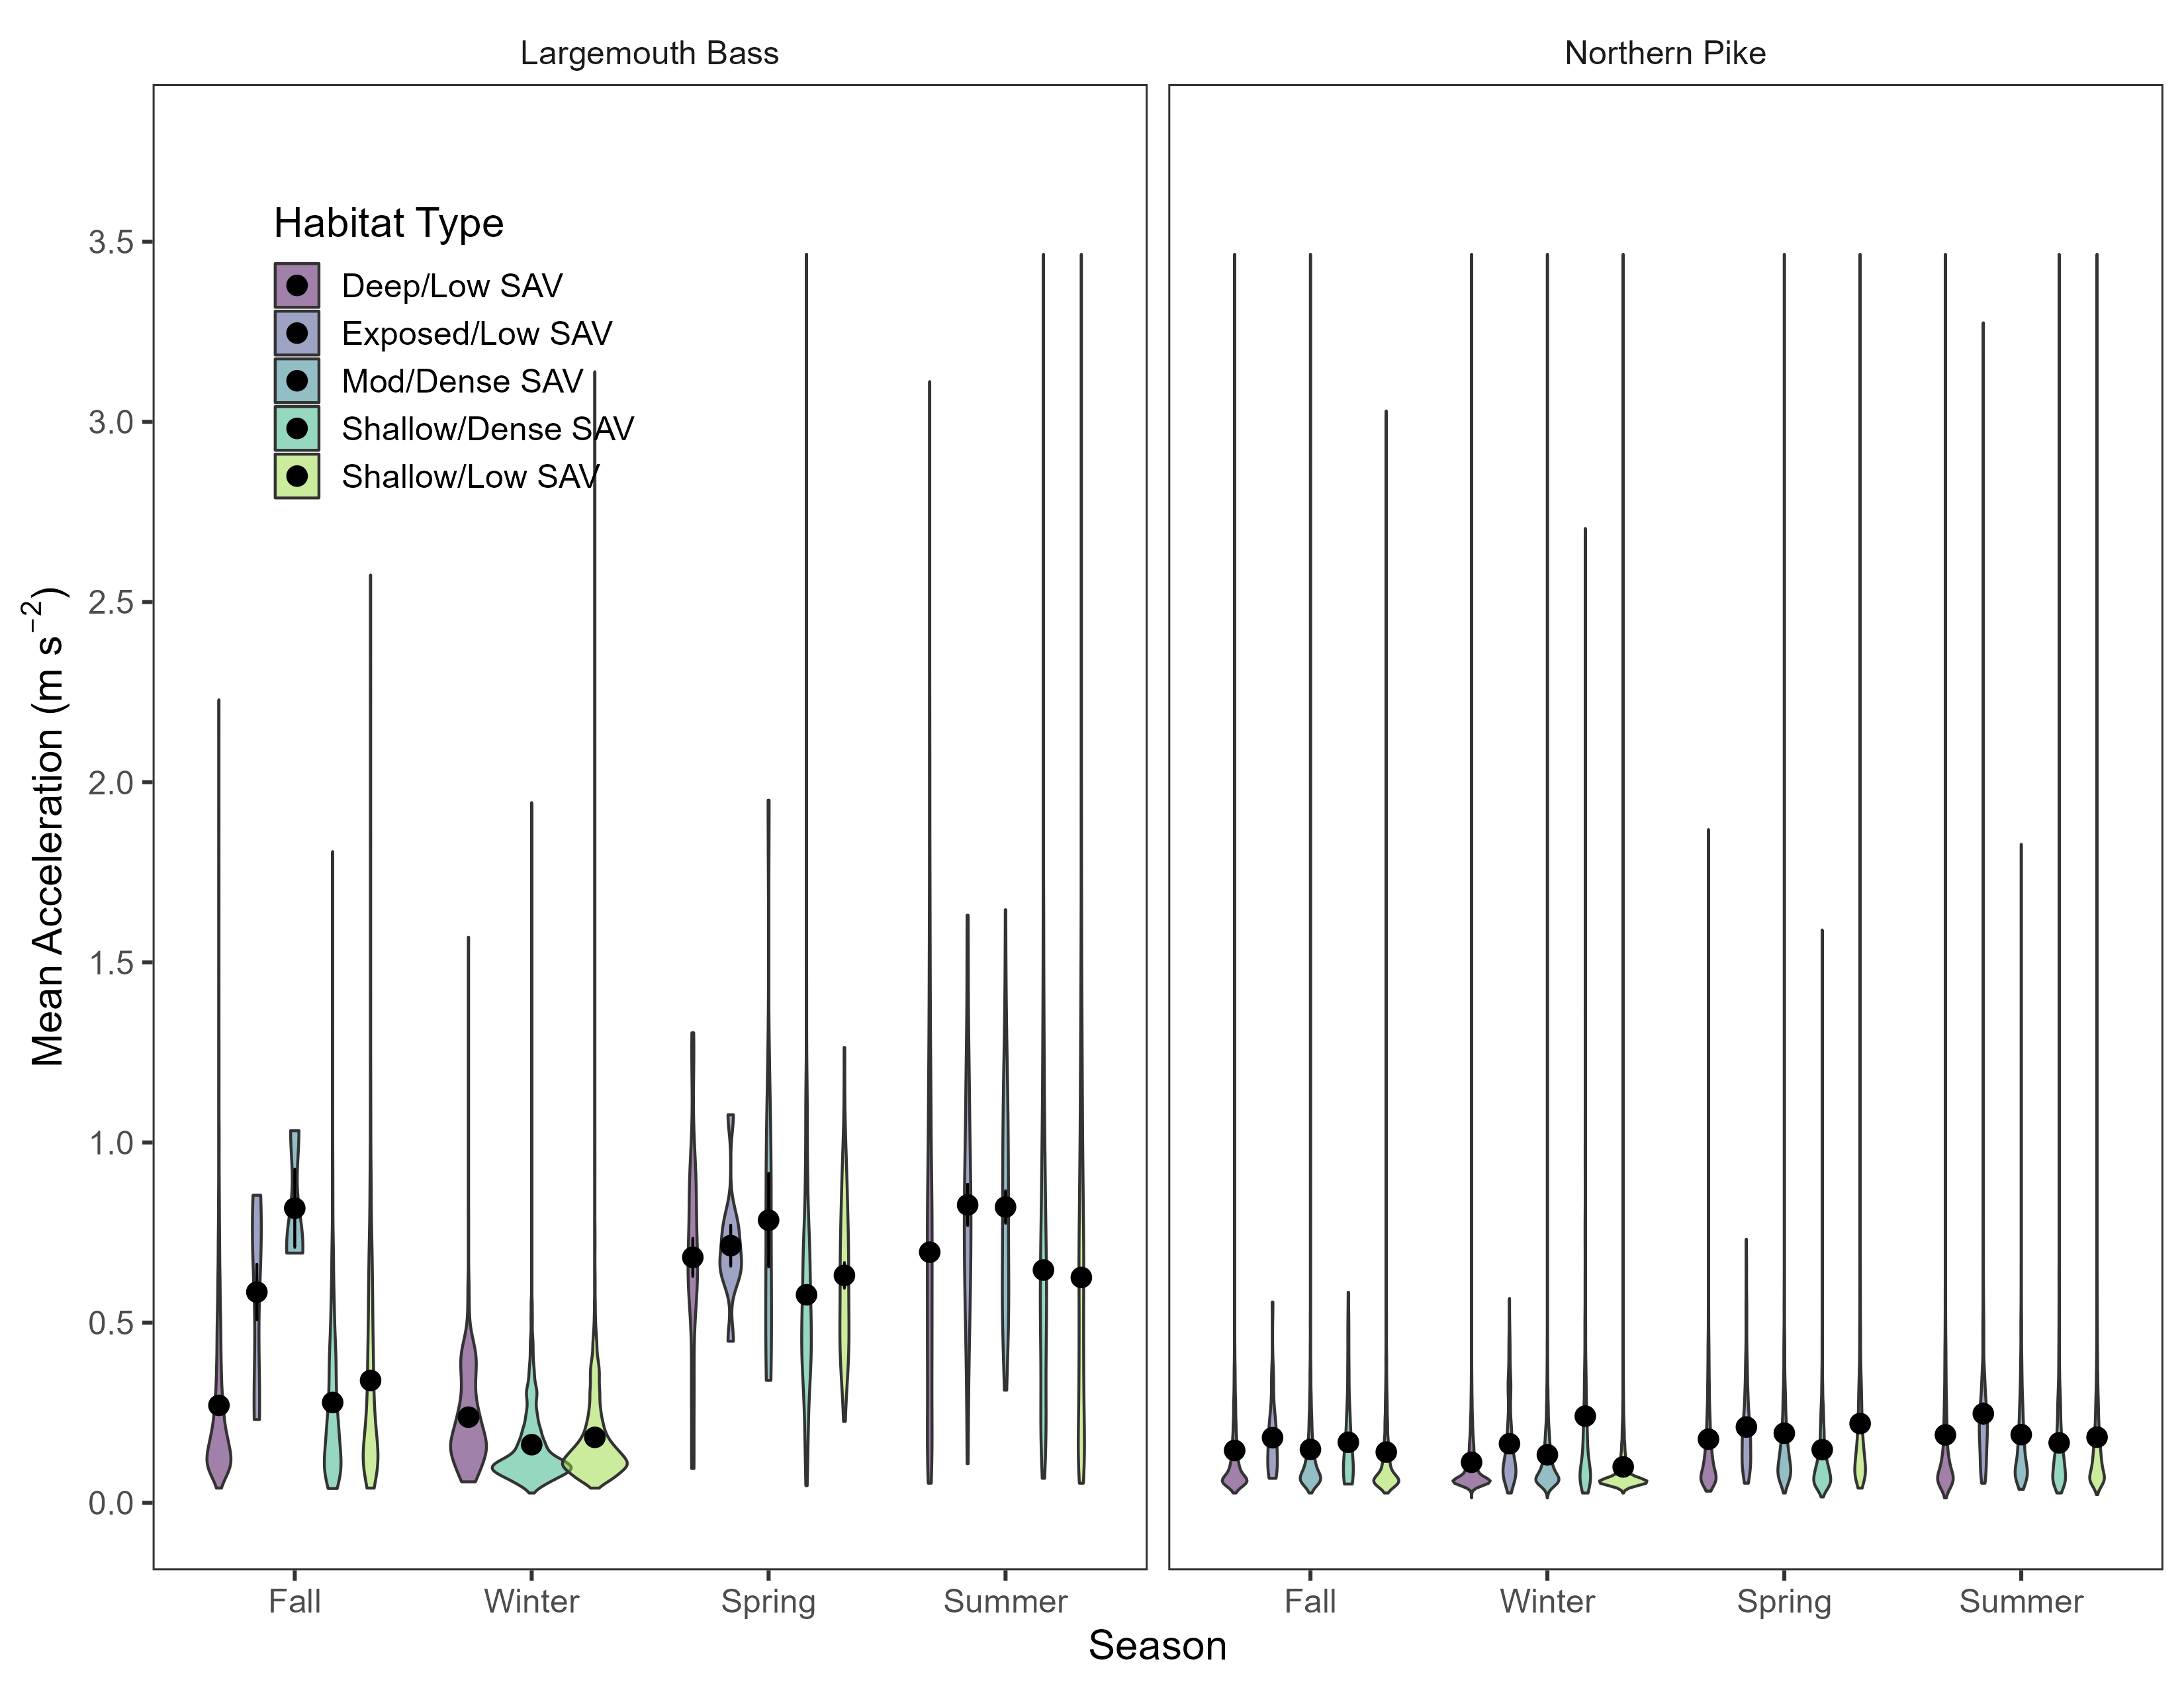 Largemouth Bass
Northern Pike
Habitat Type
Deep/Low SAV
Exposed/Low SAV
Mod/Dense SAV
Shallow/Dense SAV
Shallow/Low SAV
Mean Acceleration (m s⁻²)
3.5
3.0
2.5
2.0
1.5
1.0
0.5
0.0
Fall Winter Spring Summer
Fall Winter Spring Summer
Season